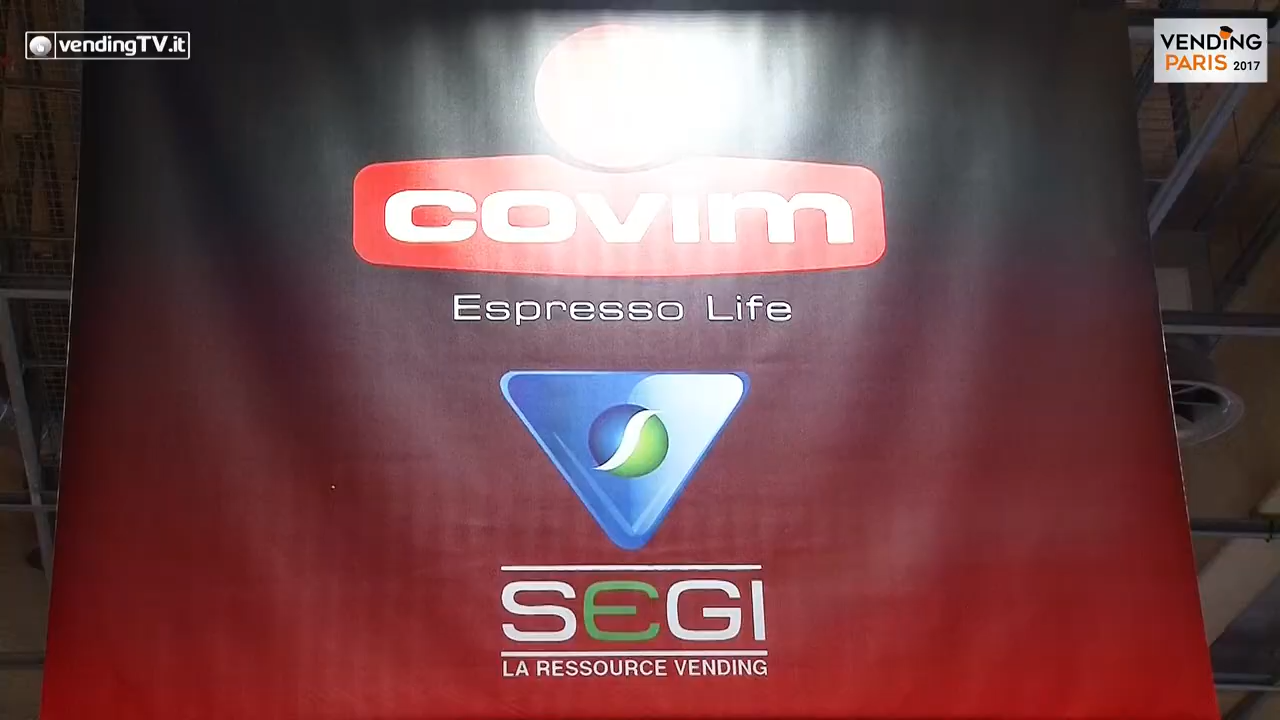 vendingTV.it
VENDING
PARIS 2017
COVIM
Espresso Life
SEGI
LA RESSOURCE VENDING